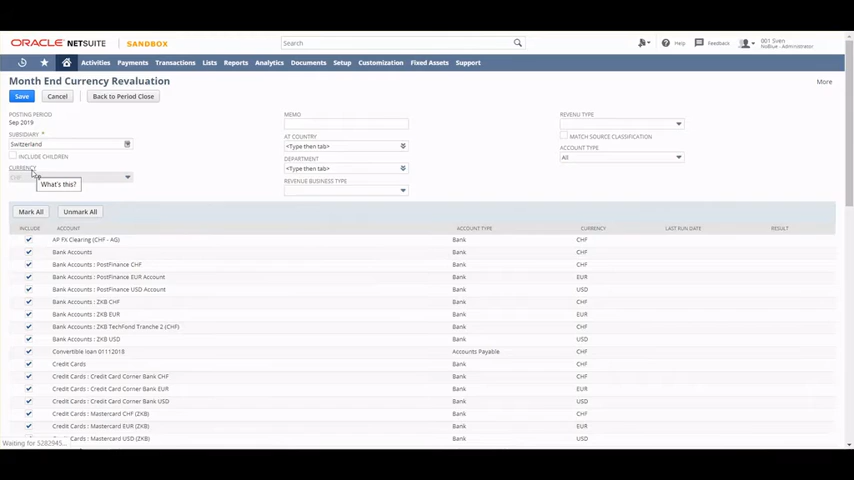 ORACLE NETSUITE SANDBOX
Search
Help
Feedback
001 Sven
NoBlue - Administrator
Activities Payments Transactions Lists Reports Analytics Documents Setup Customization Fixed Assets Support
Month End Currency Revaluation
More
Save Cancel Back to Period Close
POSTING PERIOD
Sep 2019
SUBSIDIARY *
Switzerland
INCLUDE CHILDREN
CURRENCY
CHF
What's this?
MEMO
AT COUNTRY
<Type then tab>
DEPARTMENT
<Type then tab>
REVENUE BUSINESS TYPE
REVENU TYPE
MATCH SOURCE CLASSIFICATION
ACCOUNT TYPE
All
Mark All Unmark All
INCLUDE ACCOUNT ACCOUNT TYPE CURRENCY LAST RUN DATE RESULT
AP FX Clearing (CHF - AG) Bank CHF
Bank Accounts Bank CHF
Bank Accounts : PostFinance CHF Bank CHF
Bank Accounts : PostFinance EUR Account Bank EUR
Bank Accounts : PostFinance USD Account Bank USD
Bank Accounts : ZKB CHF Bank CHF
Bank Accounts : ZKB EUR Bank EUR
Bank Accounts : ZKB TechFond Tranche 2 (CHF) Bank CHF
Bank Accounts : ZKB USD Bank USD
Convertible loan 01112018 Accounts Payable CHF
Credit Cards Bank CHF
Credit Cards : Credit Card Corner Bank CHF Bank CHF
Credit Cards : Credit Card Corner Bank EUR Bank EUR
Credit Cards : Credit Card Corner Bank USD Bank USD
Credit Cards : Mastercard CHF (ZKB) Bank CHF
Credit Cards : Mastercard EUR (ZKB) Bank EUR
Credit Cards : Mastercard USD (ZKB) Bank USD
Waiting for 5282945...